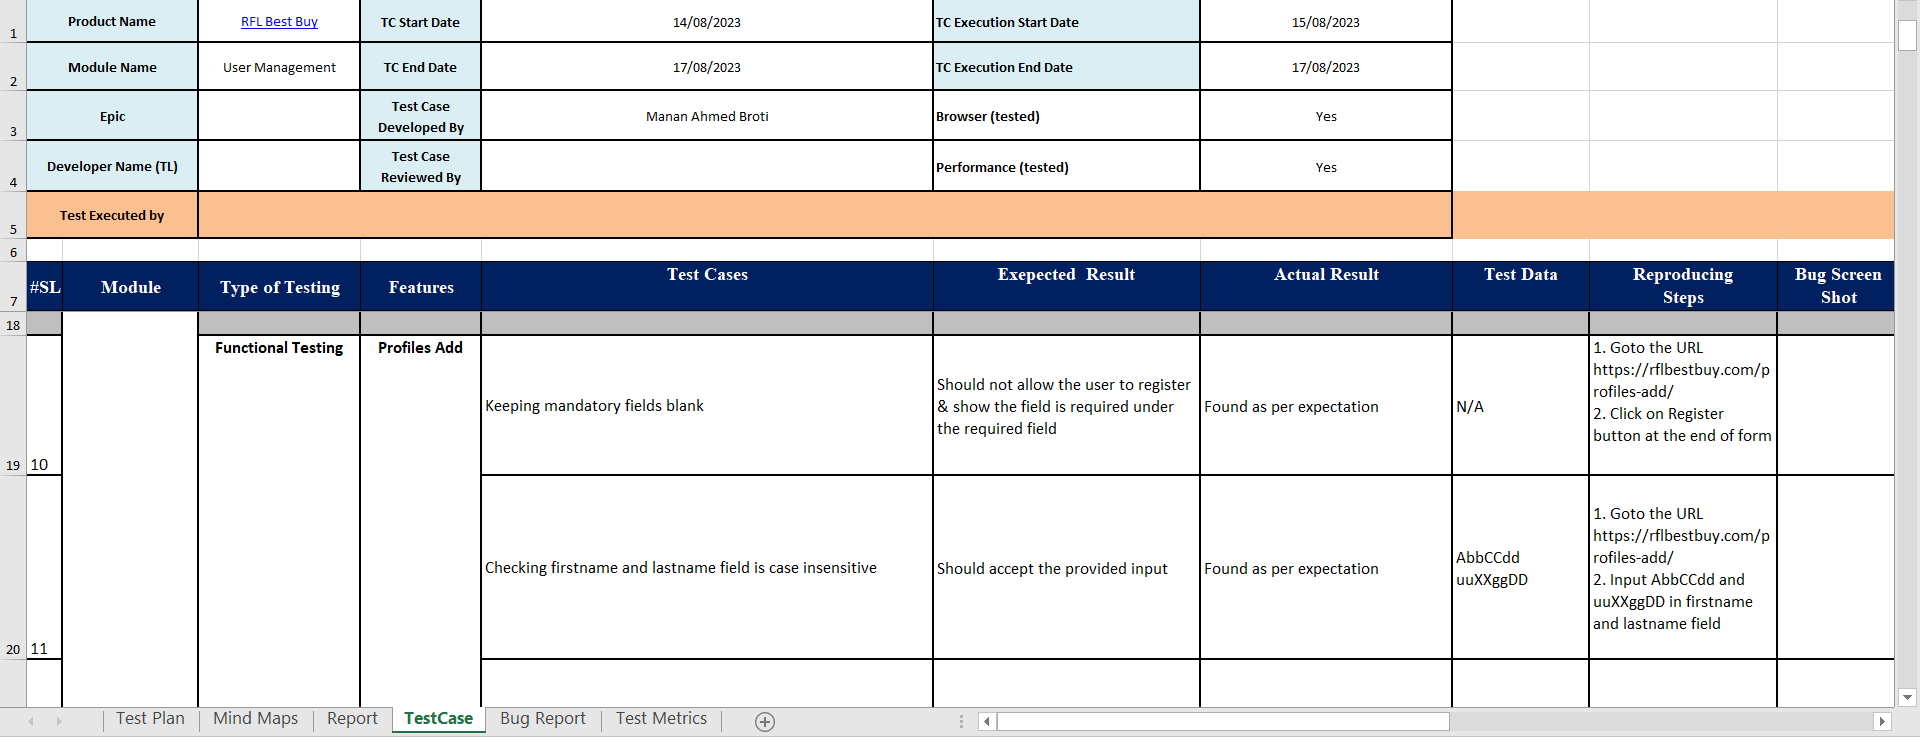 1 Product Name RFL Best Buy TC Start Date 14/08/2023 TC Execution Start Date 15/08/2023
2 Module Name User Management TC End Date 17/08/2023 TC Execution End Date 17/08/2023
3 Epic Test Case
Developed By Manan Ahmed Broti Browser (tested) Yes
4 Developer Name (TL) Test Case
Reviewed By Performance (tested) Yes
5 Test Executed by
6
7 #SL Module Type of Testing Features Test Cases Exepected Result Actual Result Test Data Reproducing
Steps Bug Screen
Shot
18
Functional Testing Profiles Add
19 10
Keeping mandatory fields blank
Should not allow the user to register
& show the field is required under
the required field
Found as per expectation
N/A
1. Goto the URL
https://rflbestbuy.com/p
rofiles-add/
2. Click on Register
button at the end of form
20 11
Checking firstname and lastname field is case insensitive
Should accept the provided input
Found as per expectation
AbbCCdd
uuXXggDD
1. Goto the URL
https://rflbestbuy.com/p
rofiles-add/
2. Input AbbCCdd and
uuXXggDD in firstname
and lastname field
Test Plan Mind Maps Report TestCase Bug Report Test Metrics